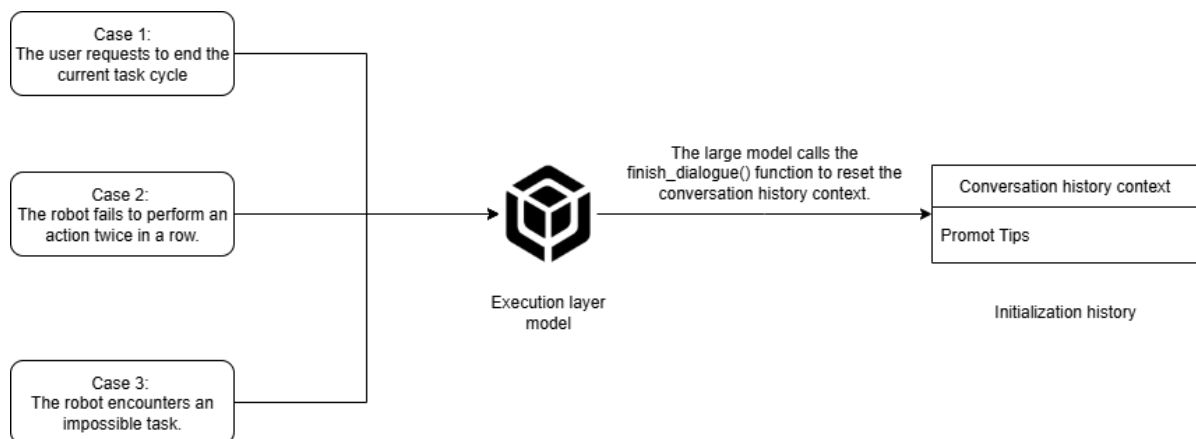 Case 1:
The user requests to end the
current task cycle
Case 2:
The robot fails to perform an
action twice in a row.
Case 3:
The robot encounters an
impossible task.
Execution layer
model
The large model calls the
finish_dialogue() function to reset the
conversation history context.
Conversation history context
Promot Tips
Initialization history